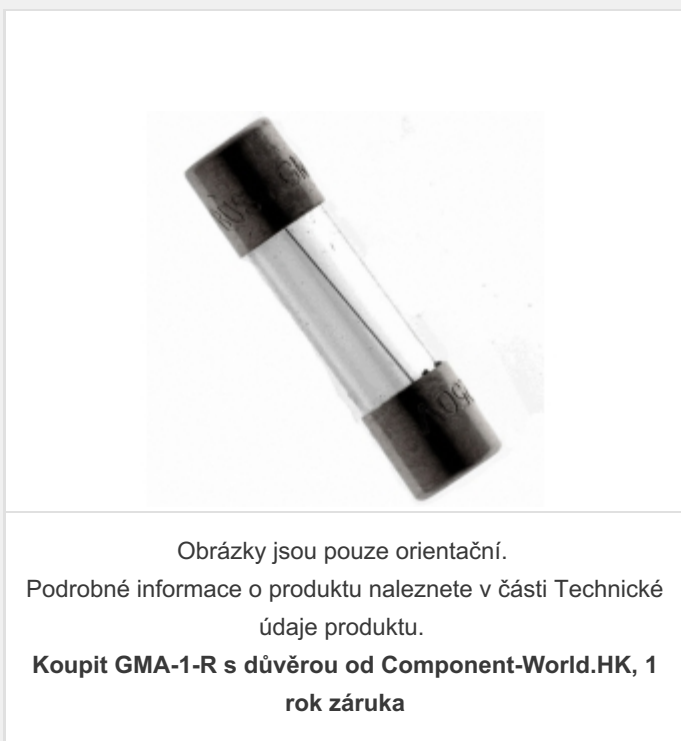 Obrázky jsou pouze orientační.
Podrobné informace o produktu naleznete v části Technické
údaje produktu.
Koupit GMA-1-R s důvěrou od Component-World.HK, 1
rok záruka